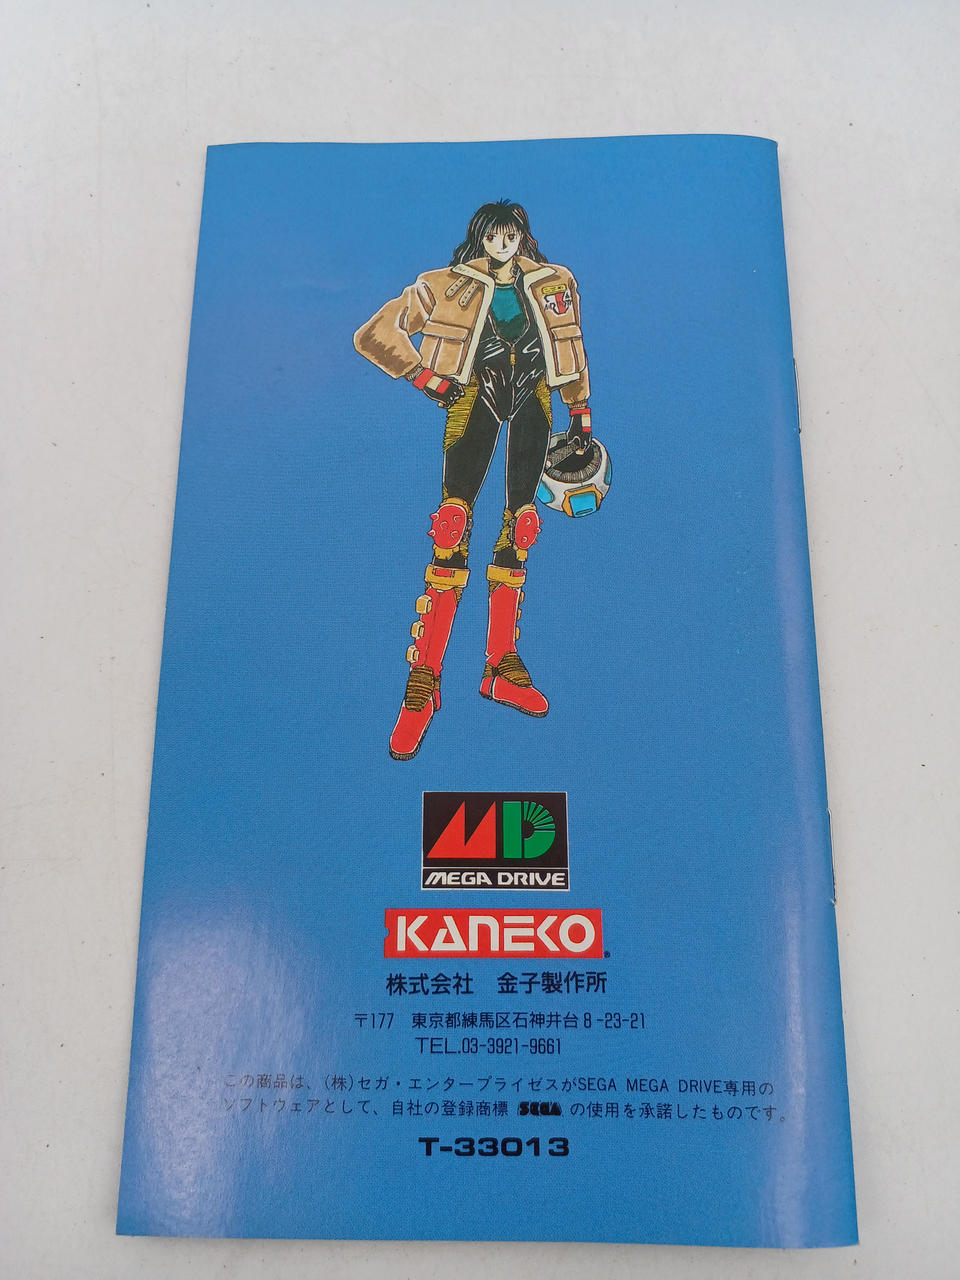 MEGA DRIVE
KANEKO®
株式会社 金子製作所
〒177 東京都練馬区石神井台8-23-21
TEL.03-3921-9661
この商品は、(株)セガ・エンタープライゼスがSEGA MEGA DRIVE専用の
ソフトウェアとして、自社の登録商標 SEGA の使用を承諾したものです。
T-33013